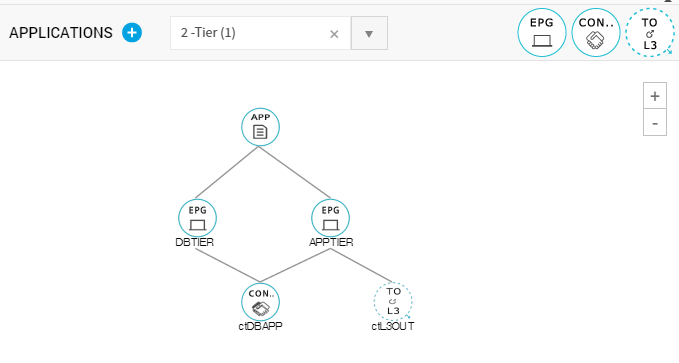 APPLICATIONS +
2 -Tier (1) × ▼
EPG
CON..
TO
L3
+
-
APP
EPG
DBTIER
EPG
APPTIER
CON..
ctDBAPP
TO
L3
ctL3OUT